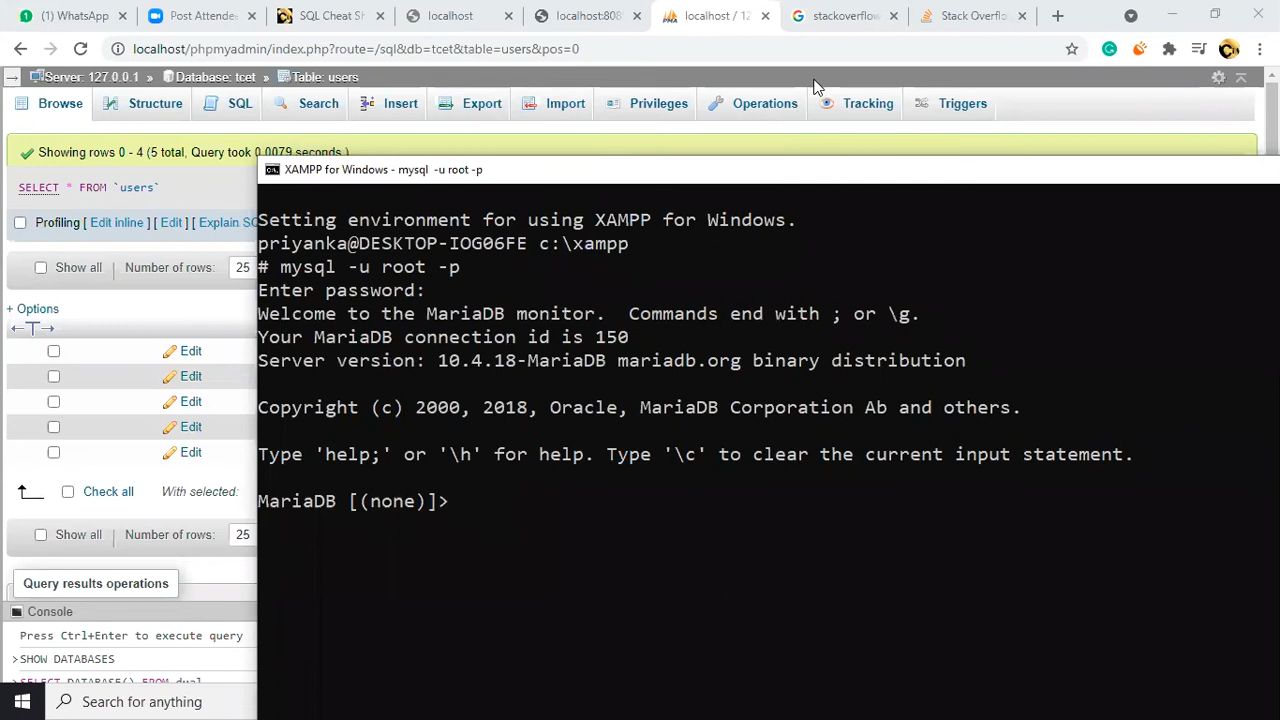 (1) WhatsApp
Post Attende
SQL Cheat Sh
localhost
localhost:808
localhost / 12
stackoverflow
Stack Overflo
localhost/phpmyadmin/index.php?route=/sql&db=tcet&table=users&pos=0
Server: 127.0.0.1 » Database: tcet » Table: users
Browse Structure SQL Search Insert Export Import Privileges Operations Tracking Triggers
Showing rows 0 - 4 (5 total, Query took 0.0079 seconds.)
SELECT * FROM `users`
Profiling [ Edit inline ] [ Edit ] [ Explain SQ
Show all Number of rows: 25
+ Options
Edit
Edit
Edit
Edit
Edit
Check all With selected:
Show all Number of rows: 25
Query results operations
Console
Press Ctrl+Enter to execute query
>SHOW DATABASES
>SELECT DATABASE() FROM dual
Search for anything
XAMPP for Windows - mysql -u root -p
Setting environment for using XAMPP for Windows.
priyanka@DESKTOP-IOG06FE c:\xampp
# mysql -u root -p
Enter password:
Welcome to the MariaDB monitor.  Commands end with ; or \g.
Your MariaDB connection id is 150
Server version: 10.4.18-MariaDB mariadb.org binary distribution
Copyright (c) 2000, 2018, Oracle, MariaDB Corporation Ab and others.
Type 'help;' or '\h' for help. Type '\c' to clear the current input statement.
MariaDB [(none)]>